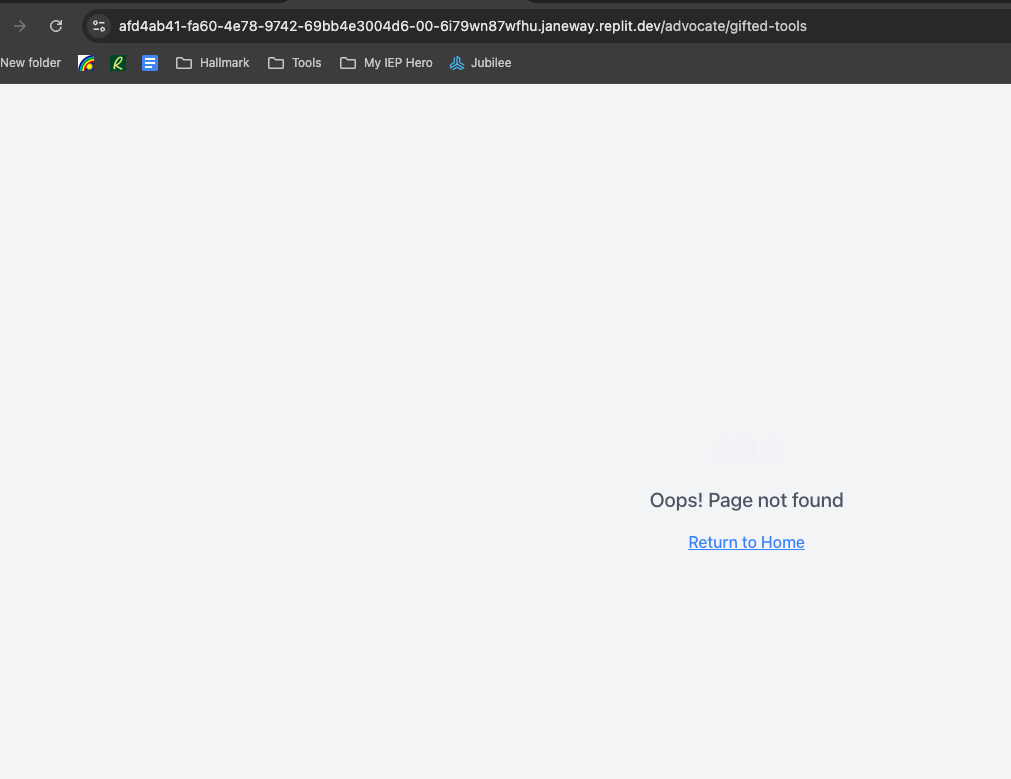 afd4ab41-fa60-4e78-9742-69bb4e3004d6-00-6i79wn87wfhu.janeway.replit.dev/advocate/gifted-tools
New folder Hallmark Tools My IEP Hero Jubilee
404
Oops! Page not found
Return to Home